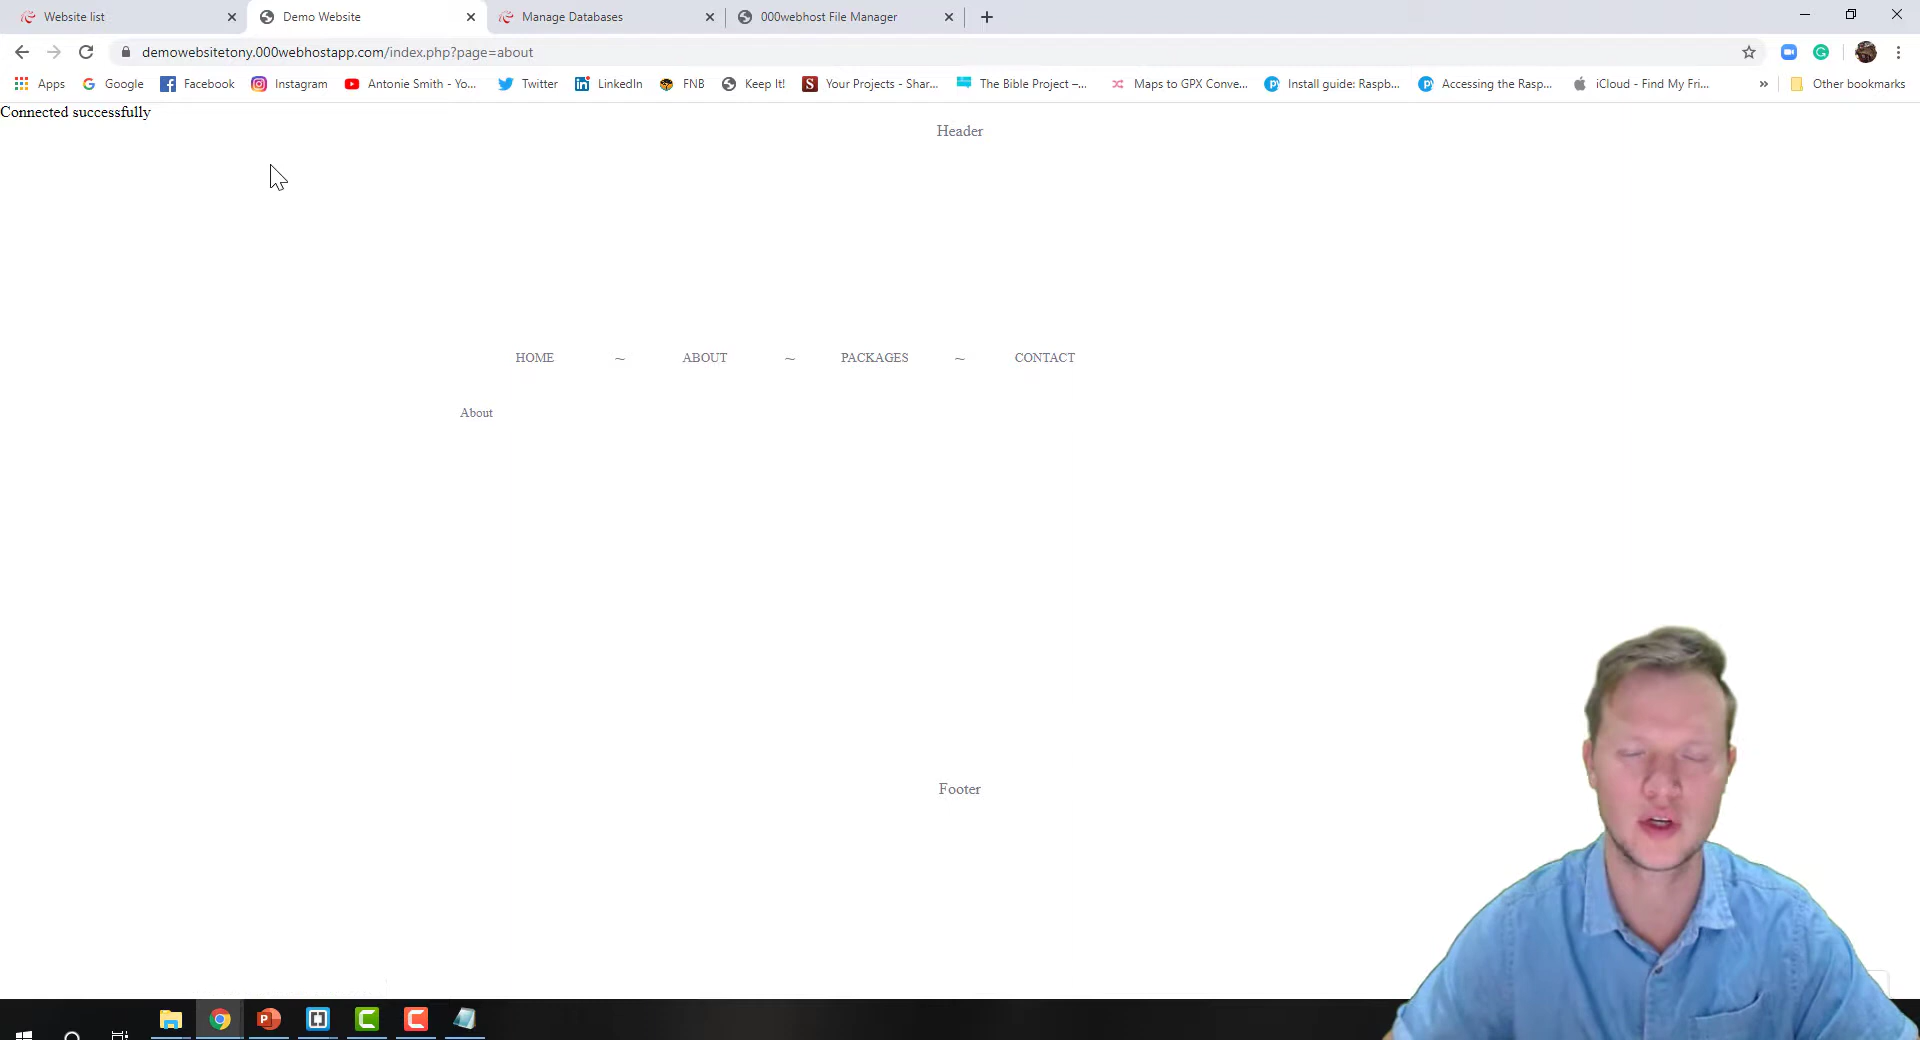 Website list
Demo Website
Manage Databases
000webhost File Manager
demowebsitetony.000webhostapp.com/index.php?page=about
Apps
Google
Facebook
Instagram
Antonie Smith - Yo...
Twitter
LinkedIn
FNB
Keep It!
Your Projects - Shar...
The Bible Project –...
Maps to GPX Conve...
Install guide: Raspb...
Accessing the Rasp...
iCloud - Find My Fri...
»
Other bookmarks
Connected successfully
Header
HOME ~ ABOUT ~ PACKAGES ~ CONTACT
About
Footer